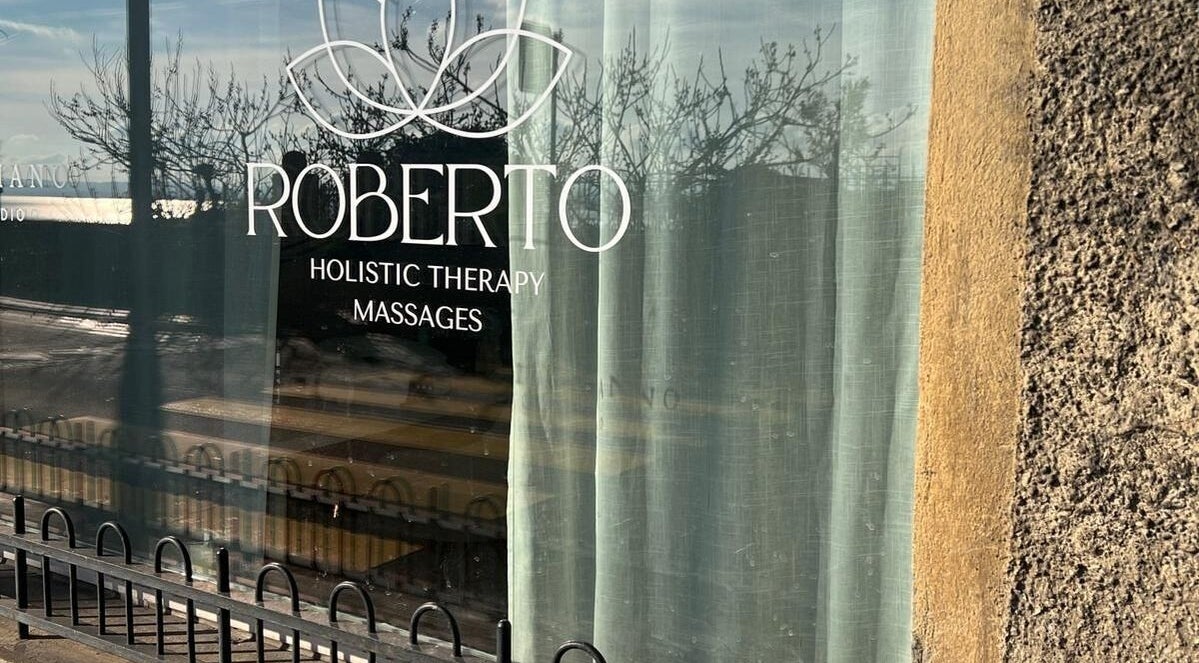 ROBERTO
HOLISTIC THERAPY
MASSAGES